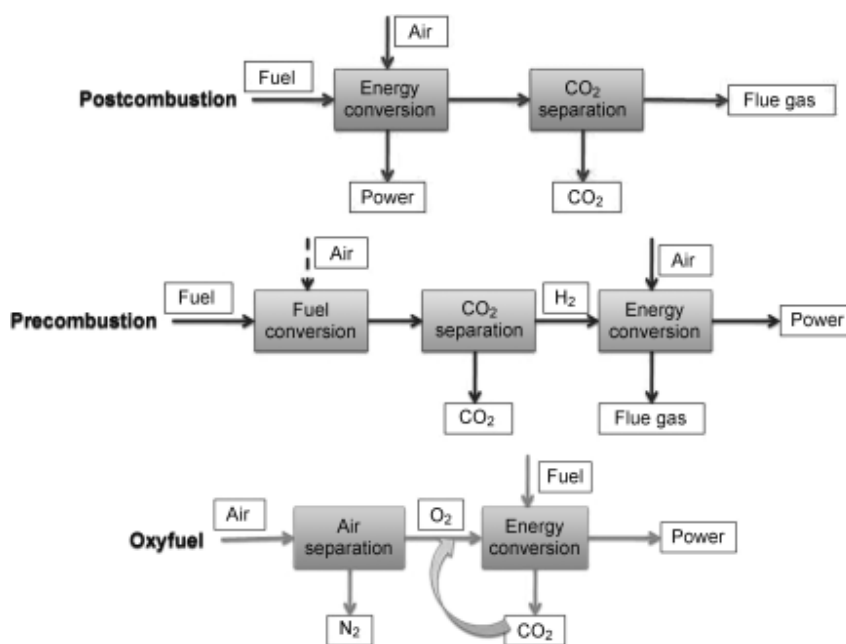 Air
Fuel
Postcombustion
Energy
conversion
CO₂
separation
Flue gas
Power
CO₂
Air
Air
Fuel
H₂
Precombustion
Fuel
conversion
CO₂
separation
Energy
conversion
Power
CO₂
Flue gas
Fuel
Air
O₂
Oxyfuel
Air
separation
Energy
conversion
Power
N₂
CO₂